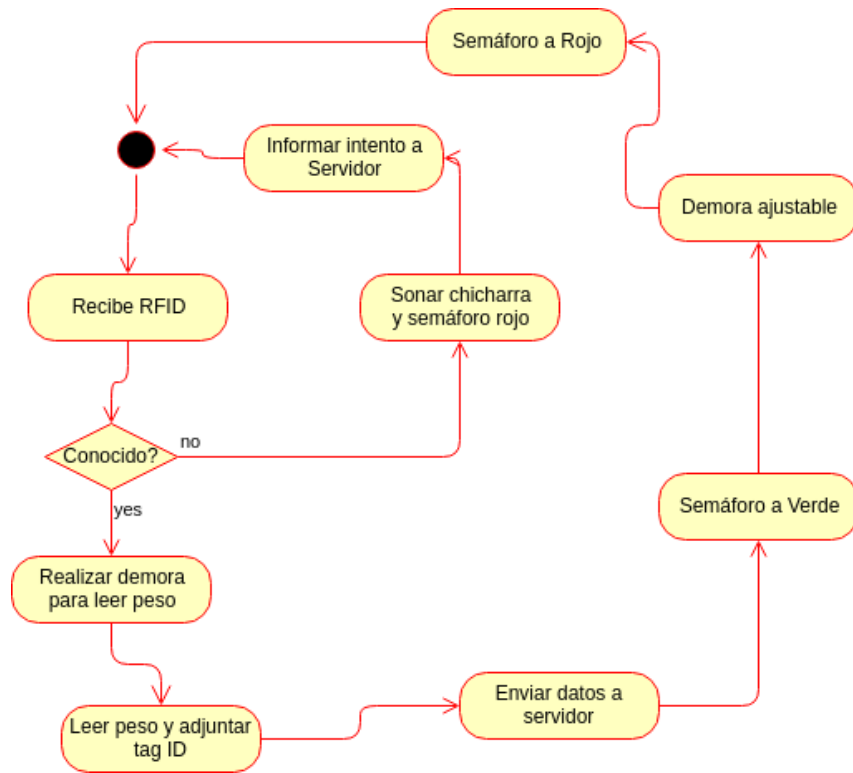 Semáforo a Rojo
Informar intento a
Servidor
Demora ajustable
Recibe RFID
Sonar chicharra
y semáforo rojo
Conocido?
no
yes
Semáforo a Verde
Realizar demora
para leer peso
Leer peso y adjuntar
tag ID
Enviar datos a
servidor